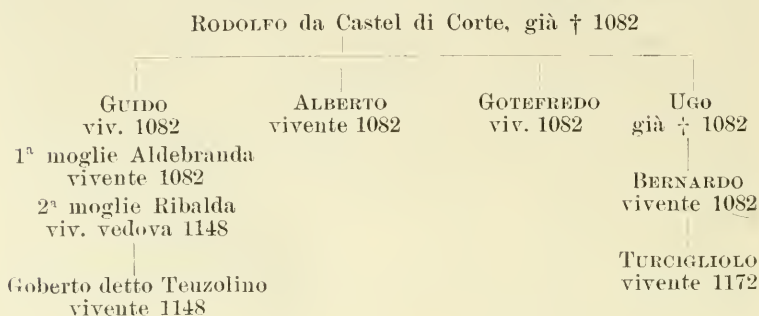 RODOLFO da Castel di Corte, già † 1082
GUIDO
viv. 1082
1ª moglie Aldebranda
vivente 1082
2ª moglie Ribalda
viv. vedova 1148
Goberto detto Teuzolino
vivente 1148
ALBERTO
vivente 1082
GOTEFREDO
viv. 1082
UGO
già † 1082
BERNARDO
vivente 1082
TURCIGLIOLO
vivente 1172